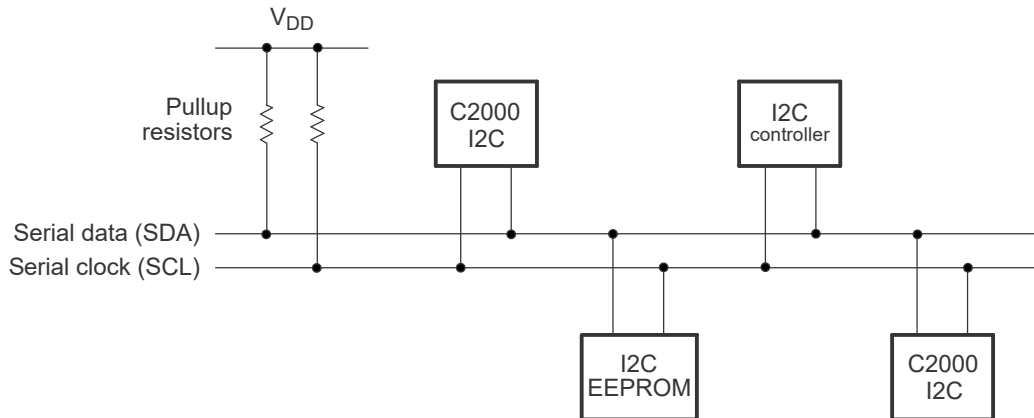 VDD
Pullup
resistors
C2000
I2C
I2C
controller
Serial data (SDA)
Serial clock (SCL)
I2C
EEPROM
C2000
I2C